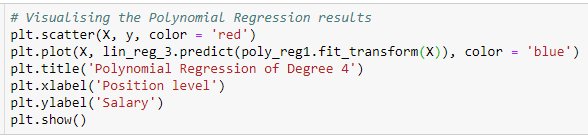 # Visualising the Polynomial Regression results
plt.scatter(X, y, color = 'red')
plt.plot(X, lin_reg_3.predict(poly_reg1.fit_transform(X)), color = 'blue')
plt.title('Polynomial Regression of Degree 4')
plt.xlabel('Position level')
plt.ylabel('Salary')
plt.show()